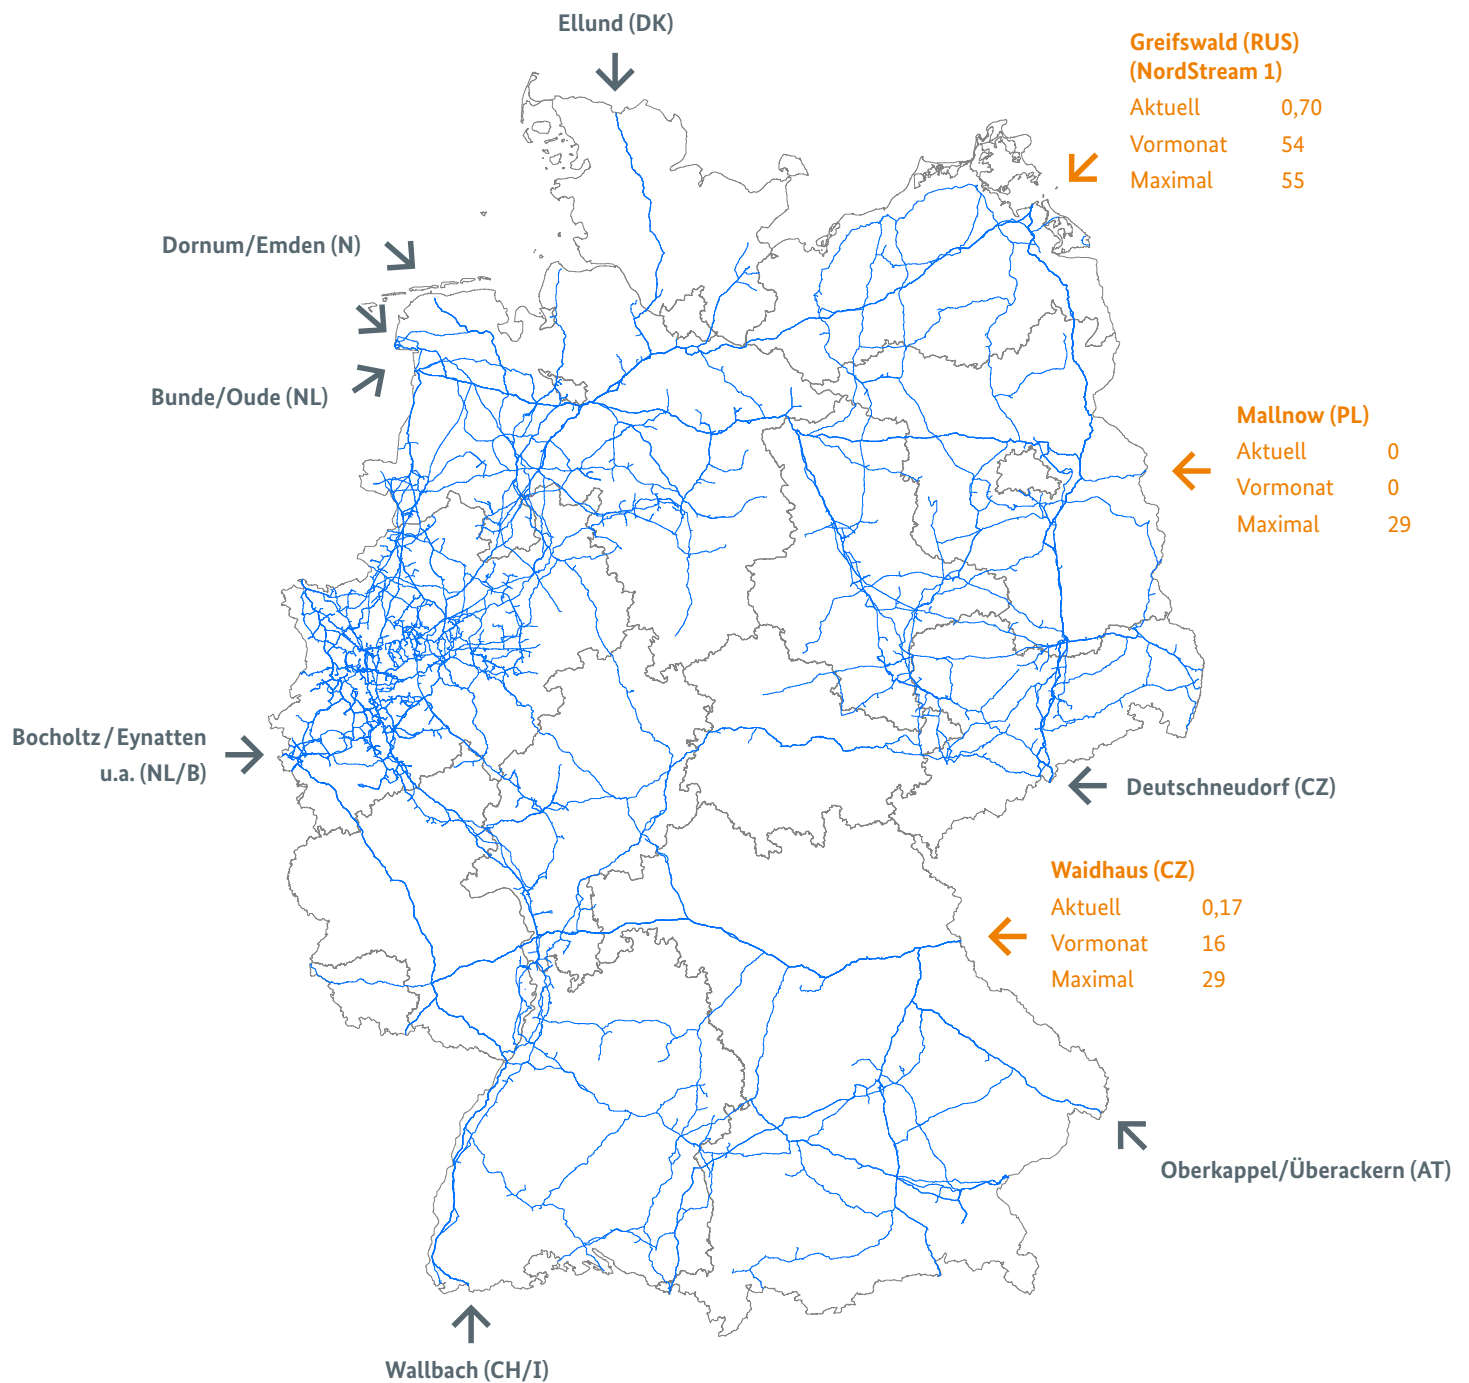 Ellund (DK)
Greifswald (RUS)
(NordStream 1)
Aktuell 0,70
Vormonat 54
Maximal 55
Dornum/Emden (N)
Bunde/Oude (NL)
Mallnow (PL)
Aktuell 0
Vormonat 0
Maximal 29
Bocholtz / Eynatten
u.a. (NL/B)
Deutschneudorf (CZ)
Waidhaus (CZ)
Aktuell 0,17
Vormonat 16
Maximal 29
Oberkappel/Überackern (AT)
Wallbach (CH/I)